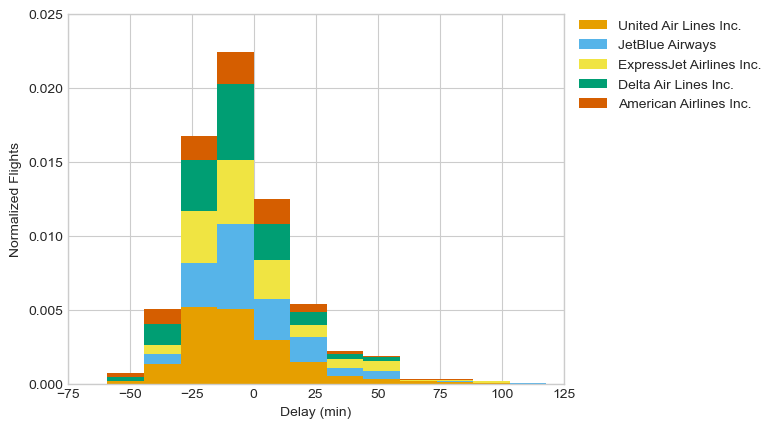 0.025
0.020
0.015
0.010
0.005
0.000
Normalized Flights
−75 −50 −25 0 25 50 75 100 125
Delay (min)
United Air Lines Inc.
JetBlue Airways
ExpressJet Airlines Inc.
Delta Air Lines Inc.
American Airlines Inc.